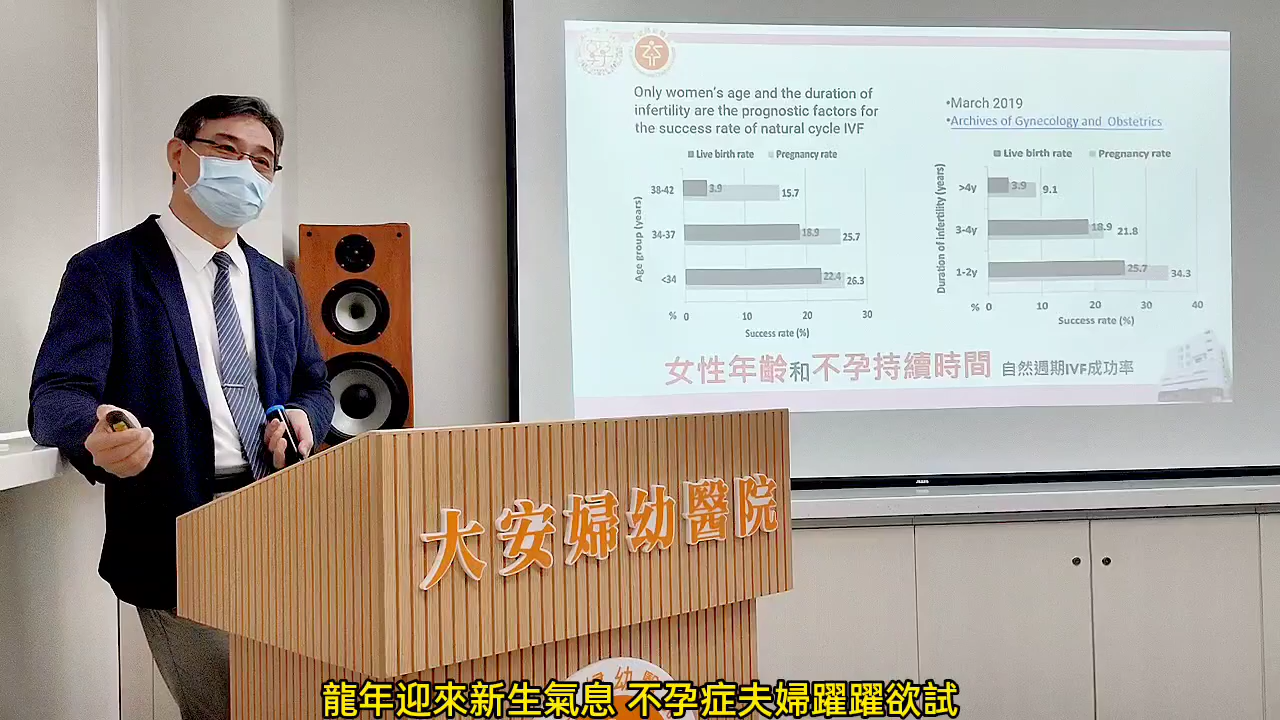 Only women's age and the duration of
infertility are the prognostic factors for
the success rate of natural cycle IVF
•March 2019
•Archives of Gynecology and Obstetrics
Live birth rate Pregnancy rate
Age group (years)
38-42 3.9 15.7
34-37 18.9 25.7
<34 22.4 26.3
% 0 10 20 30
Success rate (%)
Live birth rate Pregnancy rate
Duration of infertility (years)
>4y 3.9 9.1
3-4y 18.9 21.8
1-2y 25.7 34.3
% 0 10 20 30 40
Success rate (%)
女性年齡和不孕持續時間 自然週期IVF成功率
大安婦幼醫院
婦幼醫
龍年迎來新生氣息 不孕症夫婦躍躍欲試